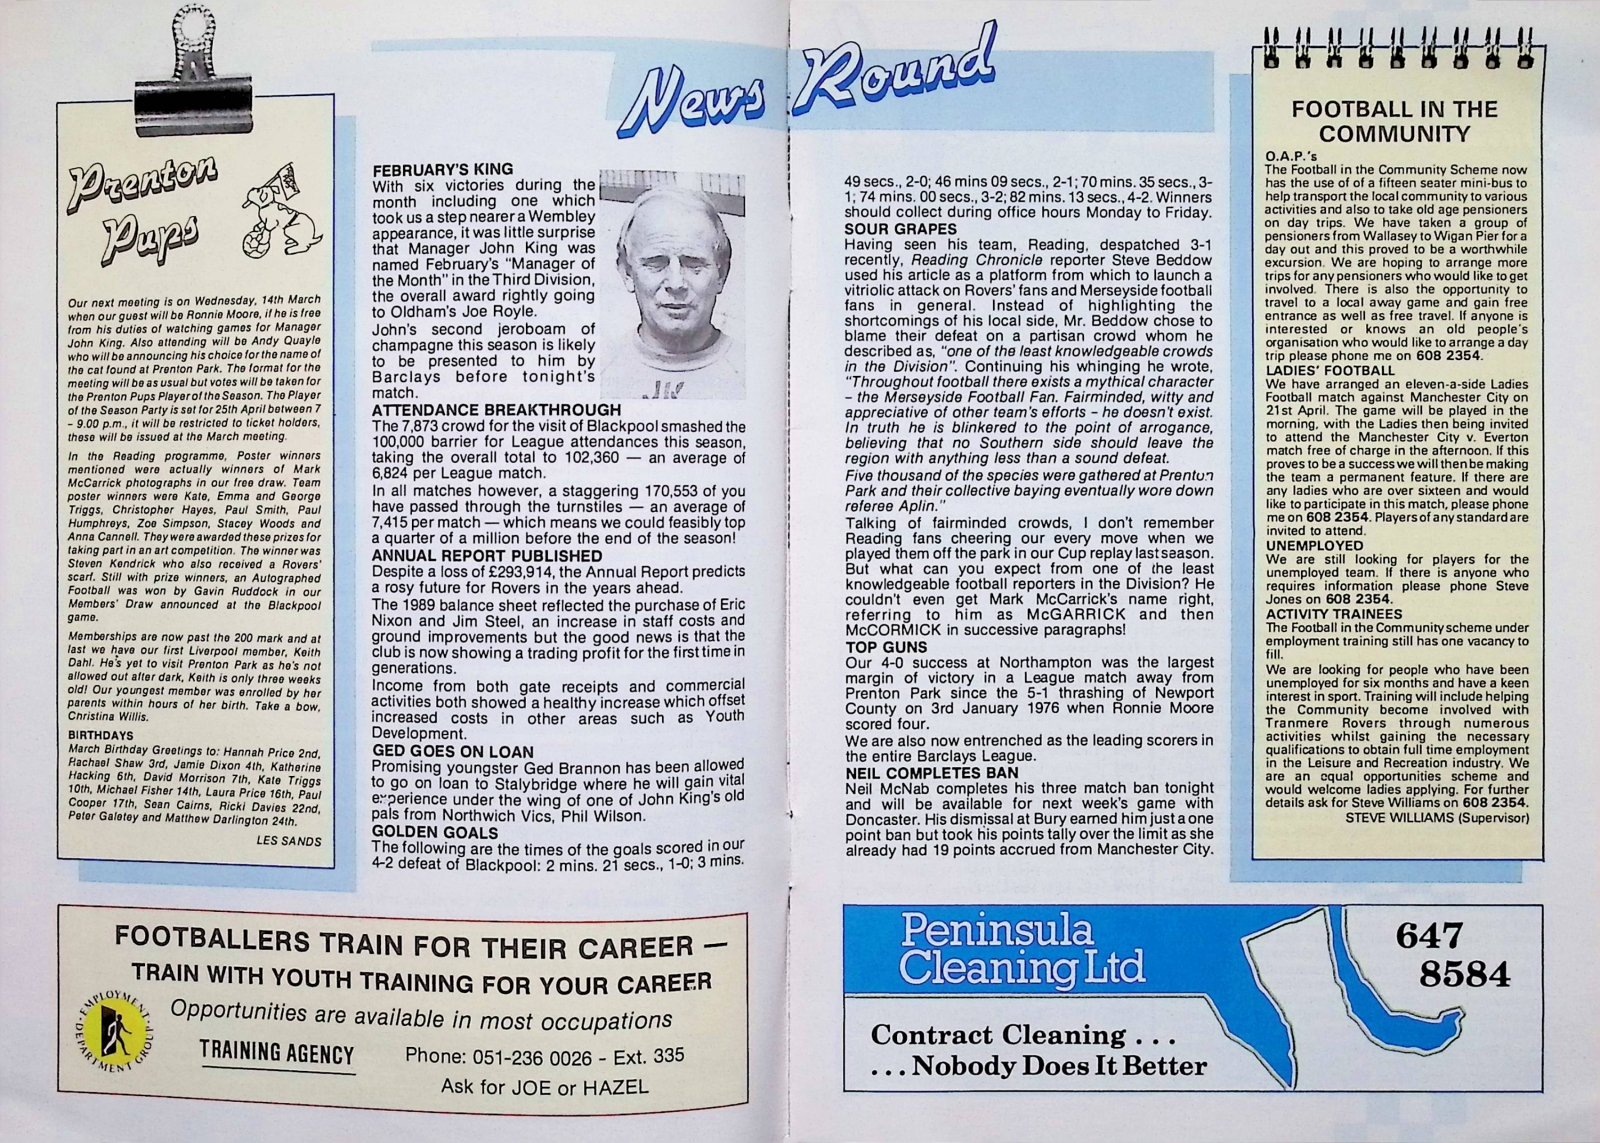 News Round
Prenton
Pups
Our next meeting is on Wednesday, 14th March
when our guest will be Ronnie Moore, if he is free
from his duties of watching games for Manager
John King. Also attending will be Andy Quayle
who will be announcing his choice for the name of
the cat found at Prenton Park. The format for the
meeting will be as usual but votes will be taken for
the Prenton Pups Player of the Season. The Player
of the Season Party is set for 25th April between 7
– 9.00 p.m., it will be restricted to ticket holders,
these will be issued at the March meeting.
In the Reading programme, Poster winners
mentioned were actually winners of Mark
McCarrick photographs in our free draw. Team
poster winners were Kate, Emma and George
Triggs, Christopher Hayes, Paul Smith, Paul
Humphreys, Zoe Simpson, Stacey Woods and
Anna Cannell. They were awarded these prizes for
taking part in an art competition. The winner was
Steven Kendrick who also received a Rovers'
scarf. Still with prize winners, an Autographed
Football was won by Gavin Ruddock in our
Members' Draw announced at the Blackpool
game.
Memberships are now past the 200 mark and at
last we have our first Liverpool member, Keith
Dahl. He's yet to visit Prenton Park as he's not
allowed out after dark, Keith is only three weeks
old! Our youngest member was enrolled by her
parents within hours of her birth. Take a bow,
Christina Willis.
BIRTHDAYS
March Birthday Greetings to: Hannah Price 2nd,
Rachael Shaw 3rd, Jamie Dixon 4th, Katherine
Hacking 6th, David Morrison 7th, Kate Triggs
10th, Michael Fisher 14th, Laura Price 16th, Paul
Cooper 17th, Sean Cairns, Ricki Davies 22nd,
Peter Galetey and Matthew Darlington 24th.
LES SANDS
FEBRUARY'S KING
With six victories during the
month including one which
took us a step nearer a Wembley
appearance, it was little surprise
that Manager John King was
named February's "Manager of
the Month" in the Third Division,
the overall award rightly going
to Oldham's Joe Royle.
John's second jeroboam of
champagne this season is likely
to be presented to him by
Barclays before tonight's
match.
JK
ATTENDANCE BREAKTHROUGH
The 7,873 crowd for the visit of Blackpool smashed the
100,000 barrier for League attendances this season,
taking the overall total to 102,360 — an average of
6,824 per League match.
In all matches however, a staggering 170,553 of you
have passed through the turnstiles — an average of
7,415 per match — which means we could feasibly top
a quarter of a million before the end of the season!
ANNUAL REPORT PUBLISHED
Despite a loss of £293,914, the Annual Report predicts
a rosy future for Rovers in the years ahead.
The 1989 balance sheet reflected the purchase of Eric
Nixon and Jim Steel, an increase in staff costs and
ground improvements but the good news is that the
club is now showing a trading profit for the first time in
generations.
Income from both gate receipts and commercial
activities both showed a healthy increase which offset
increased costs in other areas such as Youth
Development.
GED GOES ON LOAN
Promising youngster Ged Brannon has been allowed
to go on loan to Stalybridge where he will gain vital
experience under the wing of one of John King's old
pals from Northwich Vics, Phil Wilson.
GOLDEN GOALS
The following are the times of the goals scored in our
4-2 defeat of Blackpool: 2 mins. 21 secs., 1-0; 3 mins.
49 secs., 2-0; 46 mins 09 secs., 2-1; 70 mins. 35 secs., 3-
1; 74 mins. 00 secs., 3-2; 82 mins. 13 secs., 4-2. Winners
should collect during office hours Monday to Friday.
SOUR GRAPES
Having seen his team, Reading, despatched 3-1
recently, Reading Chronicle reporter Steve Beddow
used his article as a platform from which to launch a
vitriolic attack on Rovers' fans and Merseyside football
fans in general. Instead of highlighting the
shortcomings of his local side, Mr. Beddow chose to
blame their defeat on a partisan crowd whom he
described as, "one of the least knowledgeable crowds
in the Division". Continuing his whinging he wrote,
"Throughout football there exists a mythical character
– the Merseyside Football Fan. Fairminded, witty and
appreciative of other team's efforts – he doesn't exist.
In truth he is blinkered to the point of arrogance,
believing that no Southern side should leave the
region with anything less than a sound defeat.
Five thousand of the species were gathered at Prenton
Park and their collective baying eventually wore down
referee Aplin."
Talking of fairminded crowds, I don't remember
Reading fans cheering our every move when we
played them off the park in our Cup replay last season.
But what can you expect from one of the least
knowledgeable football reporters in the Division? He
couldn't even get Mark McCarrick's name right,
referring to him as McGARRICK and then
McCORMICK in successive paragraphs!
TOP GUNS
Our 4-0 success at Northampton was the largest
margin of victory in a League match away from
Prenton Park since the 5-1 thrashing of Newport
County on 3rd January 1976 when Ronnie Moore
scored four.
We are also now entrenched as the leading scorers in
the entire Barclays League.
NEIL COMPLETES BAN
Neil McNab completes his three match ban tonight
and will be available for next week's game with
Doncaster. His dismissal at Bury earned him just a one
point ban but took his points tally over the limit as she
already had 19 points accrued from Manchester City.
FOOTBALL IN THE
COMMUNITY
O.A.P.'s
The Football in the Community Scheme now
has the use of of a fifteen seater mini-bus to
help transport the local community to various
activities and also to take old age pensioners
on day trips. We have taken a group of
pensioners from Wallasey to Wigan Pier for a
day out and this proved to be a worthwhile
excursion. We are hoping to arrange more
trips for any pensioners who would like to get
involved. There is also the opportunity to
travel to a local away game and gain free
entrance as well as free travel. If anyone is
interested or knows an old people's
organisation who would like to arrange a day
trip please phone me on 608 2354.
LADIES' FOOTBALL
We have arranged an eleven-a-side Ladies
Football match against Manchester City on
21st April. The game will be played in the
morning, with the Ladies then being invited
to attend the Manchester City v. Everton
match free of charge in the afternoon. If this
proves to be a success we will then be making
the team a permanent feature. If there are
any ladies who are over sixteen and would
like to participate in this match, please phone
me on 608 2354. Players of any standard are
invited to attend.
UNEMPLOYED
We are still looking for players for the
unemployed team. If there is anyone who
requires information please phone Steve
Jones on 608 2354.
ACTIVITY TRAINEES
The Football in the Community scheme under
employment training still has one vacancy to
fill.
We are looking for people who have been
unemployed for six months and have a keen
interest in sport. Training will include helping
the Community become involved with
Tranmere Rovers through numerous
activities whilst gaining the necessary
qualifications to obtain full time employment
in the Leisure and Recreation industry. We
are an equal opportunities scheme and
would welcome ladies applying. For further
details ask for Steve Williams on 608 2354.
STEVE WILLIAMS (Supervisor)
FOOTBALLERS TRAIN FOR THEIR CAREER —
TRAIN WITH YOUTH TRAINING FOR YOUR CAREER
Opportunities are available in most occupations
EMPLOYMENT DEPARTMENT GROUP
TRAINING AGENCY
Phone: 051-236 0026 - Ext. 335
Ask for JOE or HAZEL
Peninsula
Cleaning Ltd
647
8584
Contract Cleaning . . .
. . . Nobody Does It Better